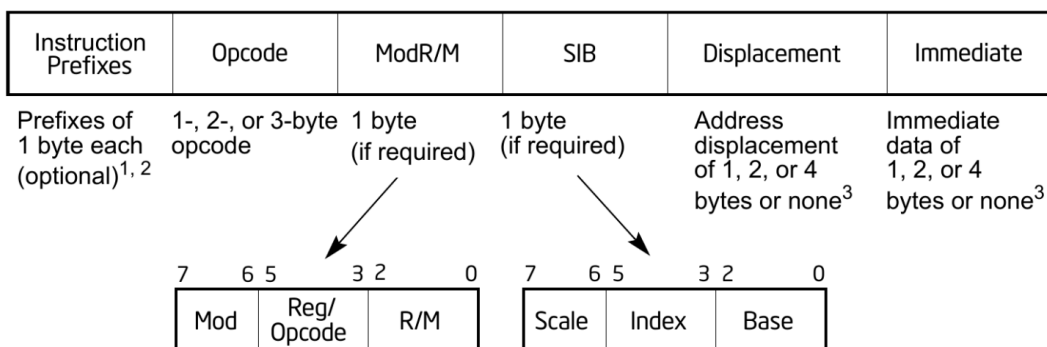 Instruction Prefixes
Opcode
ModR/M
SIB
Displacement
Immediate
Prefixes of
1 byte each
(optional)1, 2
1-, 2-, or 3-byte
opcode
1 byte
(if required)
1 byte
(if required)
Address
displacement
of 1, 2, or 4
bytes or none3
Immediate
data of
1, 2, or 4
bytes or none3
7 6 5 3 2 0
Mod
Reg/
Opcode
R/M
7 6 5 3 2 0
Scale
Index
Base